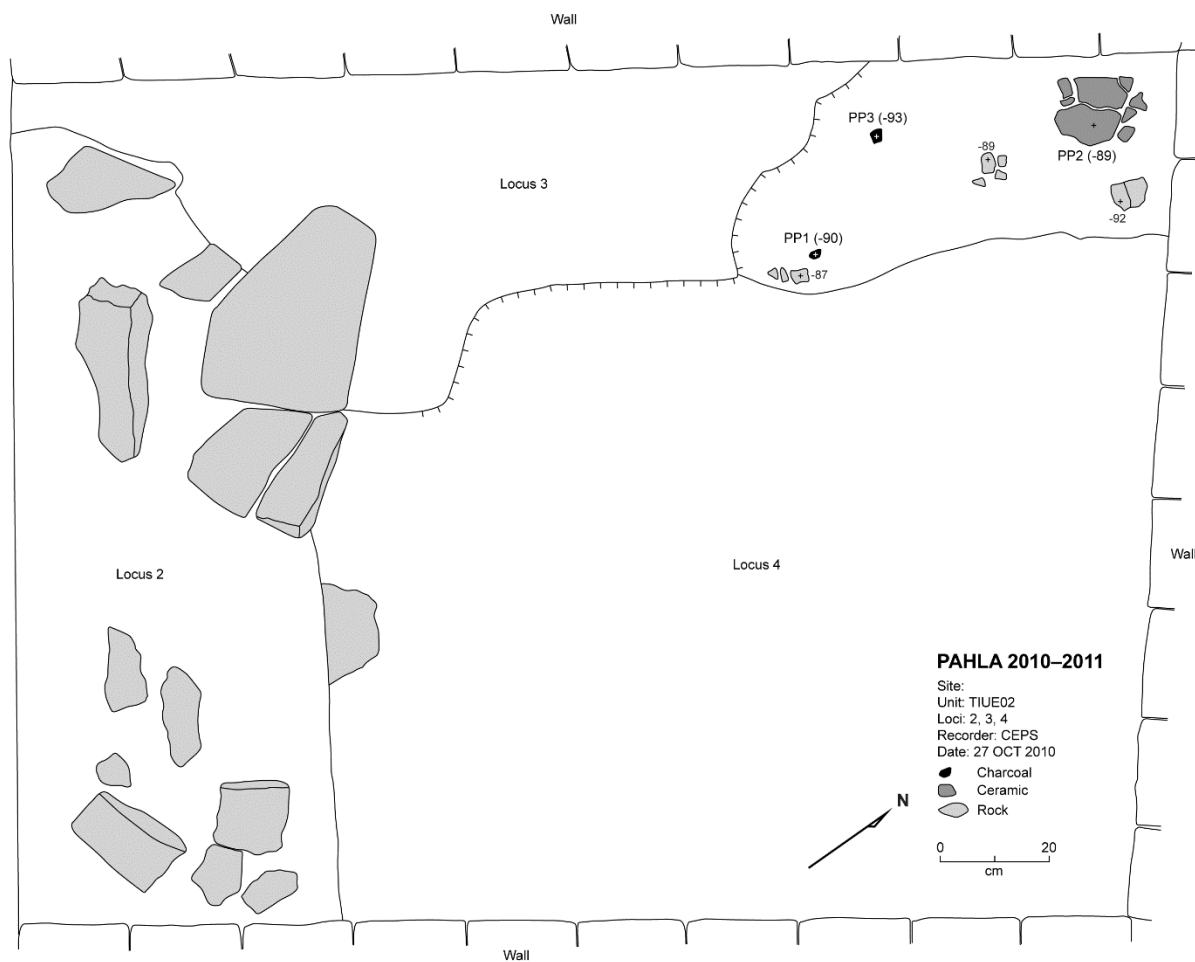 Wall
PP3 (-93)
-89
PP2 (-89)
Locus 3
-92
PP1 (-90)
-87
Wall
Locus 4
Locus 2
PAHLA 2010–2011
Site:
Unit: TIUE02
Loci: 2, 3, 4
Recorder: CEPS
Date: 27 OCT 2010
Charcoal
Ceramic
Rock
N
0 20
cm
Wall